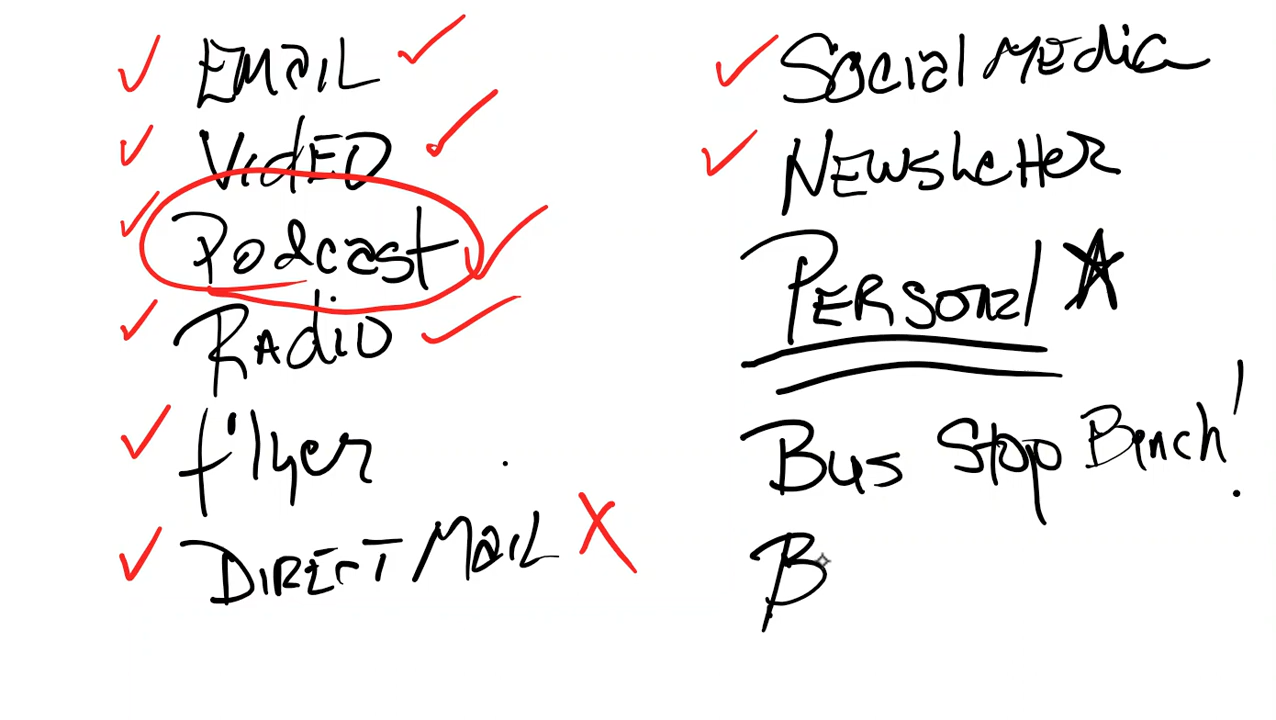 EMAIL
VidEO
Podcast
RADiO
flyer
DIRECT MAIL X
Social MEdia
NEWsletter
PERSonal
Bus Stop Bench!
B